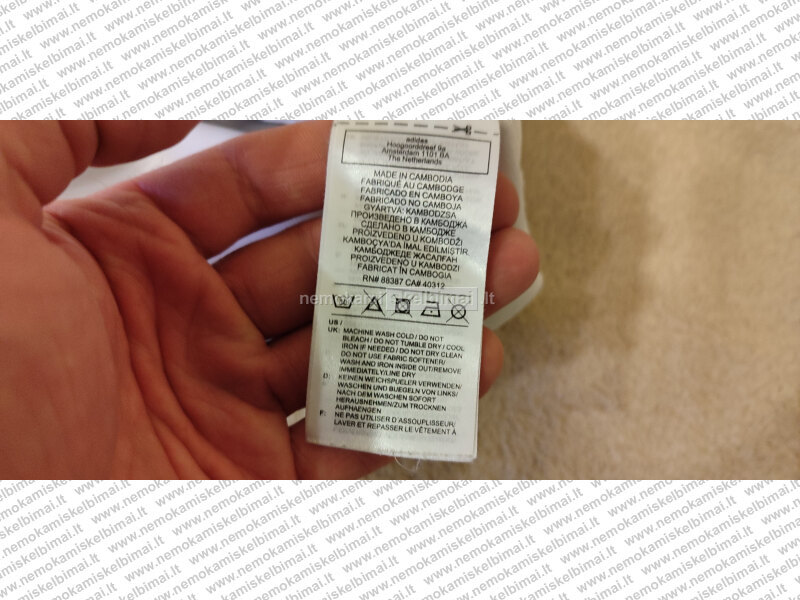 adidas
Hoogoorddreef 9a
Amsterdam 1101 BA
The Netherlands
MADE IN CAMBODIA
FABRIQUÉ AU CAMBODGE
FABRICADO EN CAMBOYA
FABRICADO NO CAMBOJA
GYÁRTVA: KAMBODZSA
ПРОИЗВЕДЕНО В КАМБОДЖА
СДЕЛАНО В КАМБОДЖЕ
PROIZVEDENO U KOMBODŽI
KAMBOÇYA'DA İMAL EDİLMİŞTİR
КАМБОДЖЕДЕ ЖАСАЛҒАН
PROIZVEDENO U KAMBODZI
FABRICAT ÎN CAMBOGIA
RN# 88387 CA# 40312
nemokamiskelbimai.lt
US /
UK: MACHINE WASH COLD / DO NOT
BLEACH / DO NOT TUMBLE DRY / COOL
IRON IF NEEDED / DO NOT DRY CLEAN
DO NOT USE FABRIC SOFTENER/
WASH AND IRON INSIDE OUT/REMOVE
IMMEDIATELY/LINE DRY
D: KEINEN WEICHSPUELER VERWENDEN/
WASCHEN UND BUEGELN VON LINKS/
NACH DEM WASCHEN SOFORT
HERAUSNEHMEN/ZUM TROCKNEN
AUFHAENGEN
F: NE PAS UTILISER D'ASSOUPLISSEUR/
LAVER ET REPASSER LE VÊTEMENT À
www.nemokamiskelbimai.lt